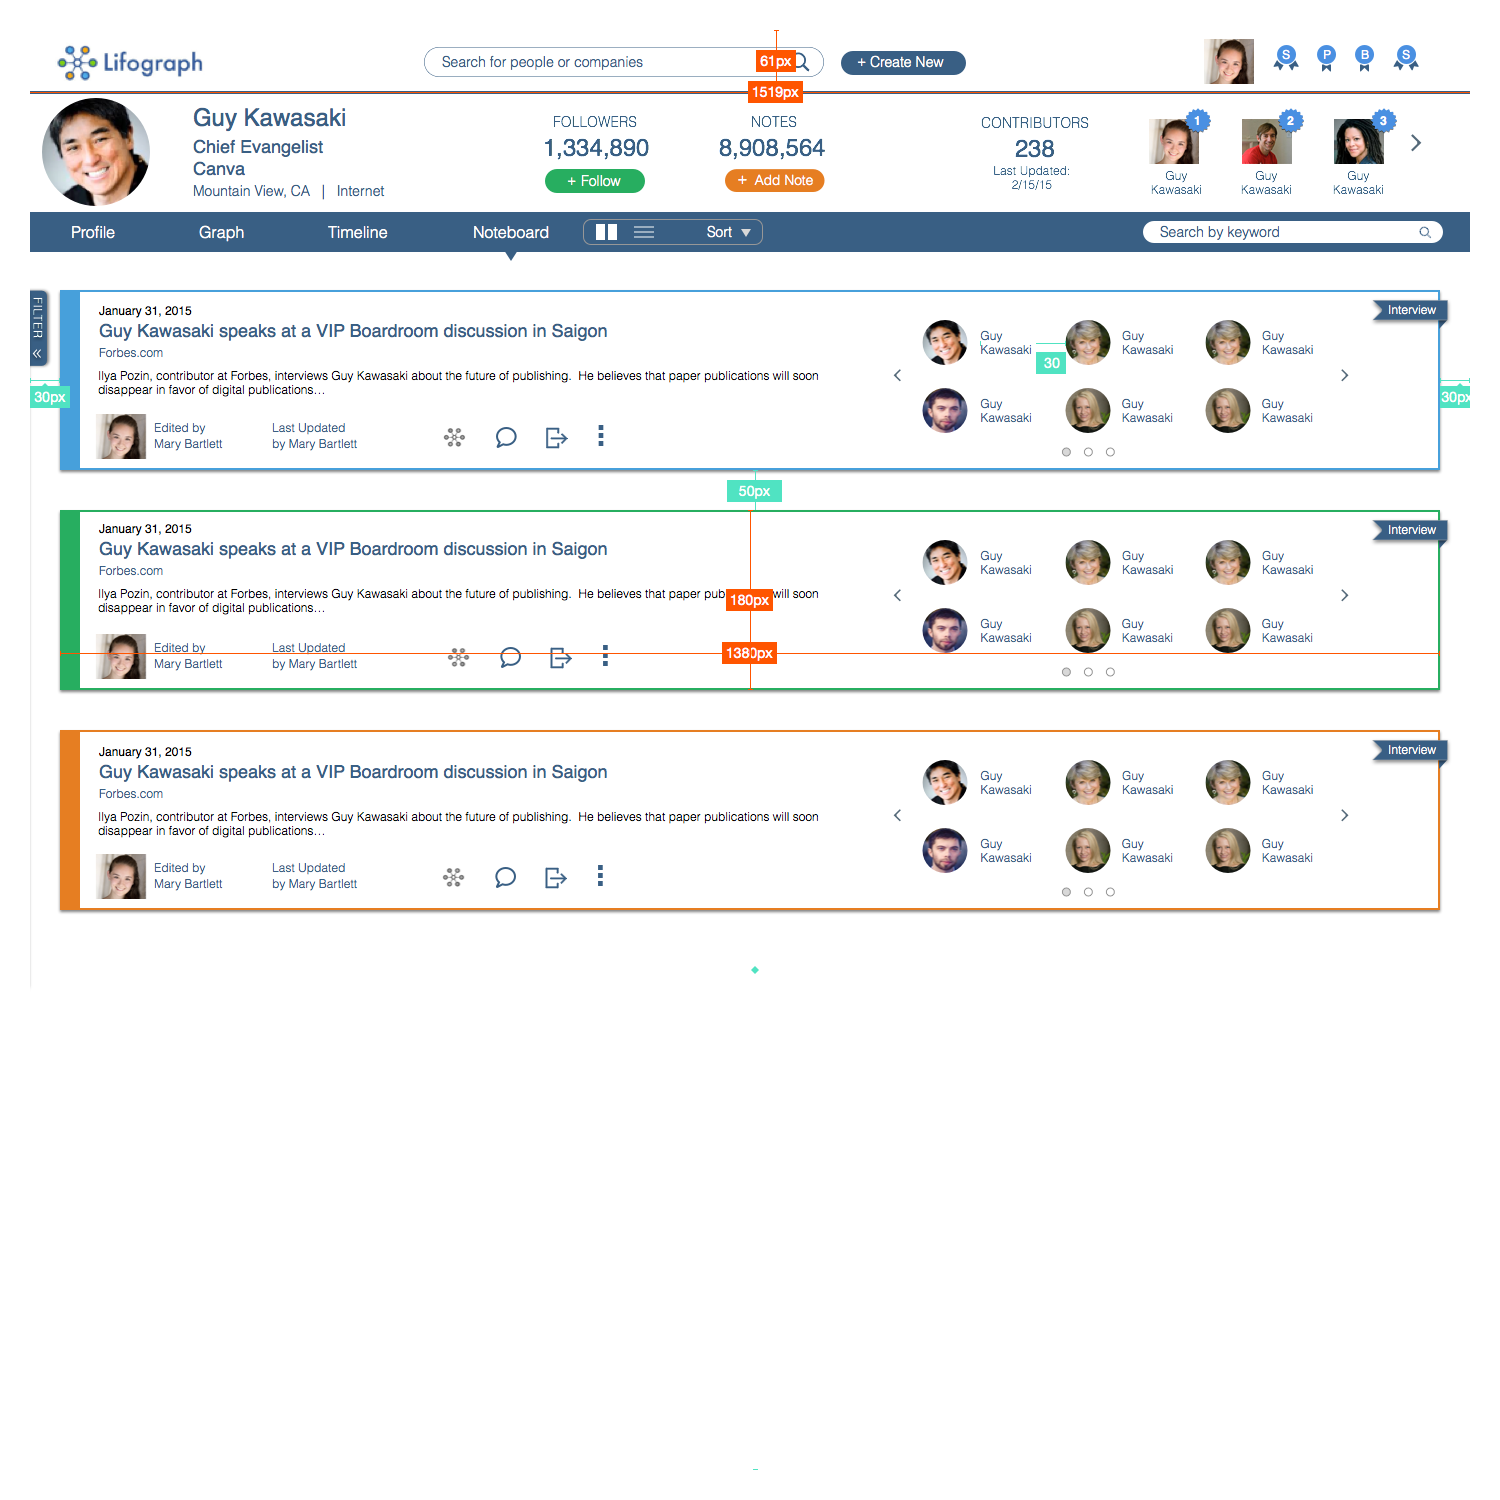 Lifograph
Search for people or companies
61px
+ Create New
S P B S
1519px
Guy Kawasaki
Chief Evangelist
Canva
Mountain View, CA | Internet
FOLLOWERS
1,334,890
+ Follow
NOTES
8,908,564
+ Add Note
CONTRIBUTORS
238
Last Updated:
2/15/15
1
Guy
Kawasaki
2
Guy
Kawasaki
3
Guy
Kawasaki
Profile
Graph
Timeline
Noteboard
Sort
Search by keyword
FILTER
30px
January 31, 2015
Guy Kawasaki speaks at a VIP Boardroom discussion in Saigon
Forbes.com
Ilya Pozin, contributor at Forbes, interviews Guy Kawasaki about the future of publishing. He believes that paper publications will soon
disappear in favor of digital publications...
Edited by
Mary Bartlett
Last Updated
by Mary Bartlett
Guy
Kawasaki
30
Guy
Kawasaki
Guy
Kawasaki
Guy
Kawasaki
Guy
Kawasaki
Guy
Kawasaki
Interview
30px
50px
January 31, 2015
Guy Kawasaki speaks at a VIP Boardroom discussion in Saigon
Forbes.com
Ilya Pozin, contributor at Forbes, interviews Guy Kawasaki about the future of publishing. He believes that paper pub will soon
disappear in favor of digital publications...
180px
Edited by
Mary Bartlett
Last Updated
by Mary Bartlett
1380px
Guy
Kawasaki
Guy
Kawasaki
Guy
Kawasaki
Guy
Kawasaki
Guy
Kawasaki
Guy
Kawasaki
Interview
January 31, 2015
Guy Kawasaki speaks at a VIP Boardroom discussion in Saigon
Forbes.com
Ilya Pozin, contributor at Forbes, interviews Guy Kawasaki about the future of publishing. He believes that paper publications will soon
disappear in favor of digital publications...
Edited by
Mary Bartlett
Last Updated
by Mary Bartlett
Guy
Kawasaki
Guy
Kawasaki
Guy
Kawasaki
Guy
Kawasaki
Guy
Kawasaki
Guy
Kawasaki
Interview